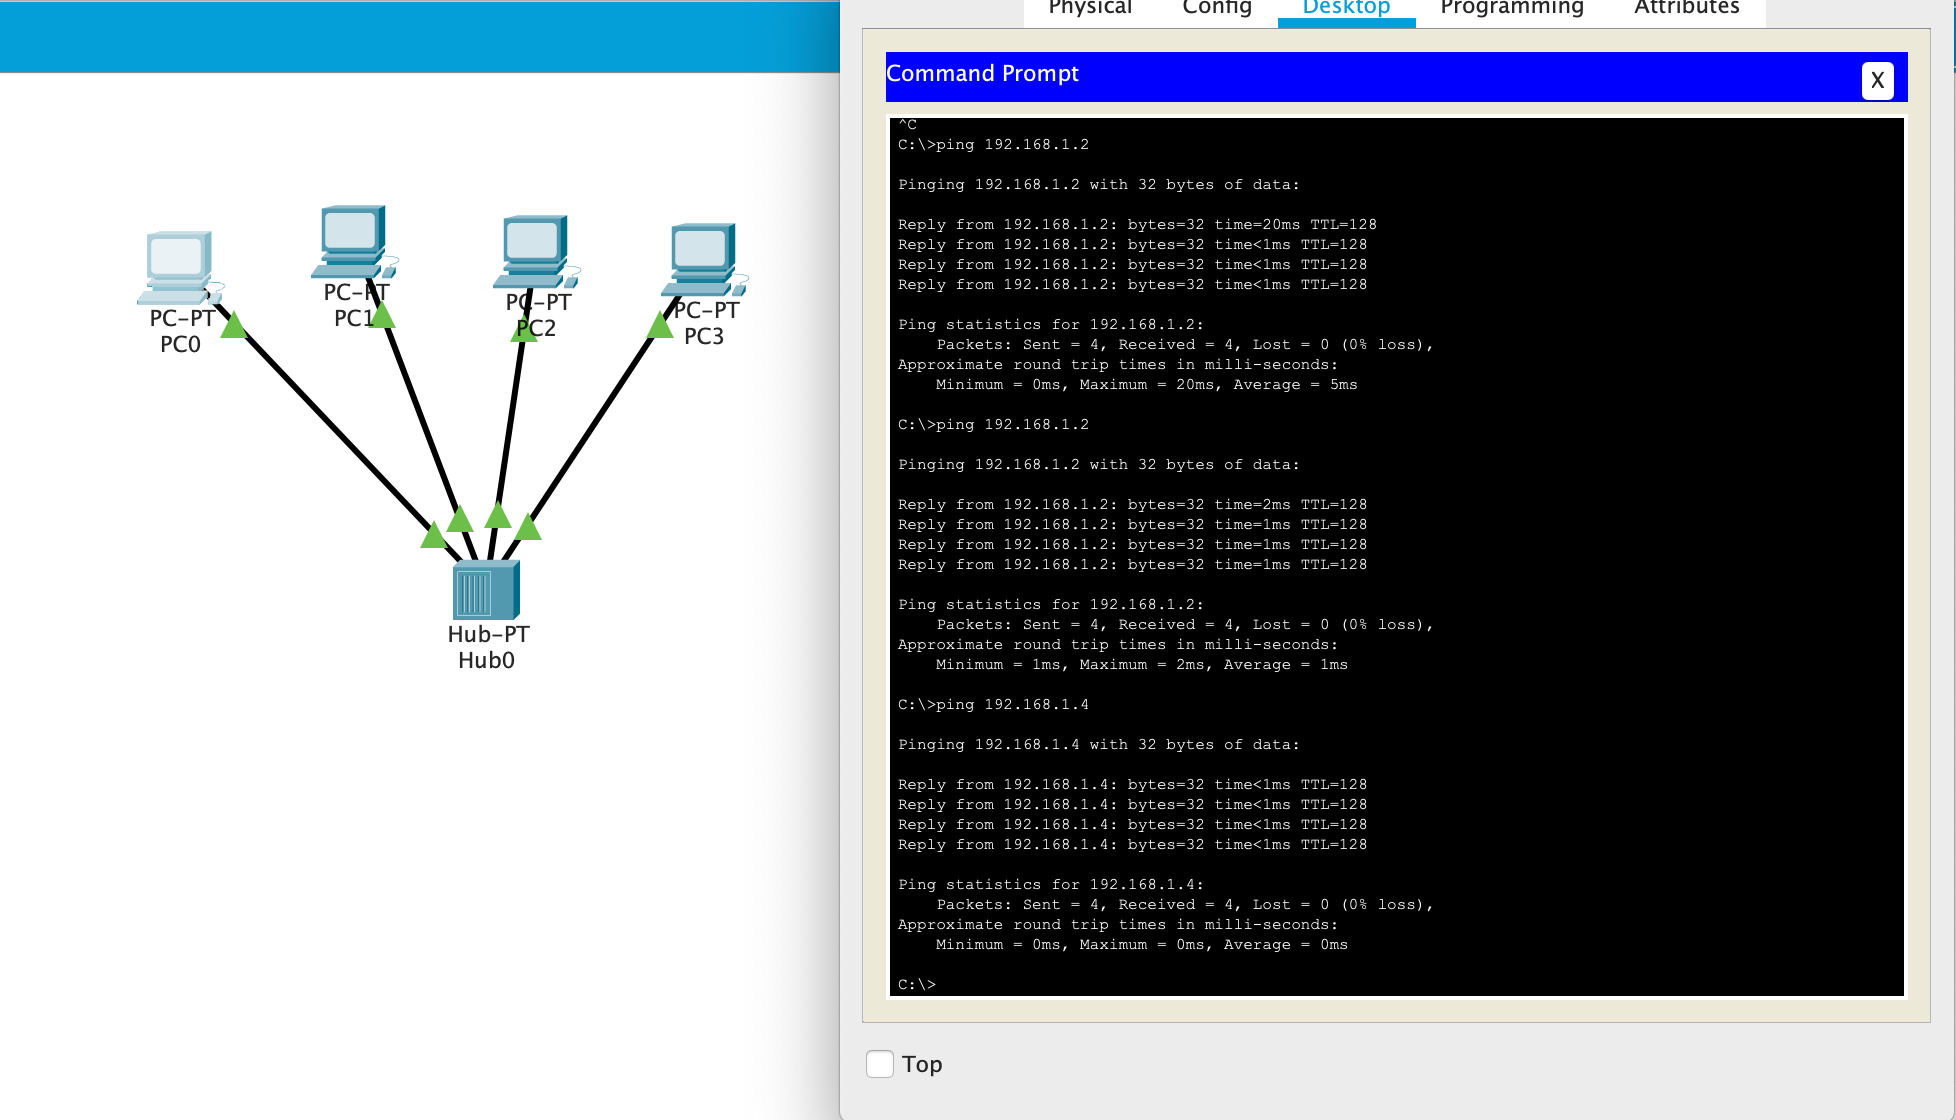 PC-PT
PC0
PC-PT
PC1
PC-PT
PC2
PC-PT
PC3
Hub-PT
Hub0
Physical Config Desktop Programming Attributes
Command Prompt
X
^C
C:\>ping 192.168.1.2
Pinging 192.168.1.2 with 32 bytes of data:
Reply from 192.168.1.2: bytes=32 time=20ms TTL=128
Reply from 192.168.1.2: bytes=32 time<1ms TTL=128
Reply from 192.168.1.2: bytes=32 time<1ms TTL=128
Reply from 192.168.1.2: bytes=32 time<1ms TTL=128
Ping statistics for 192.168.1.2:
Packets: Sent = 4, Received = 4, Lost = 0 (0% loss),
Approximate round trip times in milli-seconds:
Minimum = 0ms, Maximum = 20ms, Average = 5ms
C:\>ping 192.168.1.2
Pinging 192.168.1.2 with 32 bytes of data:
Reply from 192.168.1.2: bytes=32 time=2ms TTL=128
Reply from 192.168.1.2: bytes=32 time=1ms TTL=128
Reply from 192.168.1.2: bytes=32 time=1ms TTL=128
Reply from 192.168.1.2: bytes=32 time=1ms TTL=128
Ping statistics for 192.168.1.2:
Packets: Sent = 4, Received = 4, Lost = 0 (0% loss),
Approximate round trip times in milli-seconds:
Minimum = 1ms, Maximum = 2ms, Average = 1ms
C:\>ping 192.168.1.4
Pinging 192.168.1.4 with 32 bytes of data:
Reply from 192.168.1.4: bytes=32 time<1ms TTL=128
Reply from 192.168.1.4: bytes=32 time<1ms TTL=128
Reply from 192.168.1.4: bytes=32 time<1ms TTL=128
Reply from 192.168.1.4: bytes=32 time<1ms TTL=128
Ping statistics for 192.168.1.4:
Packets: Sent = 4, Received = 4, Lost = 0 (0% loss),
Approximate round trip times in milli-seconds:
Minimum = 0ms, Maximum = 0ms, Average = 0ms
C:\>
Top